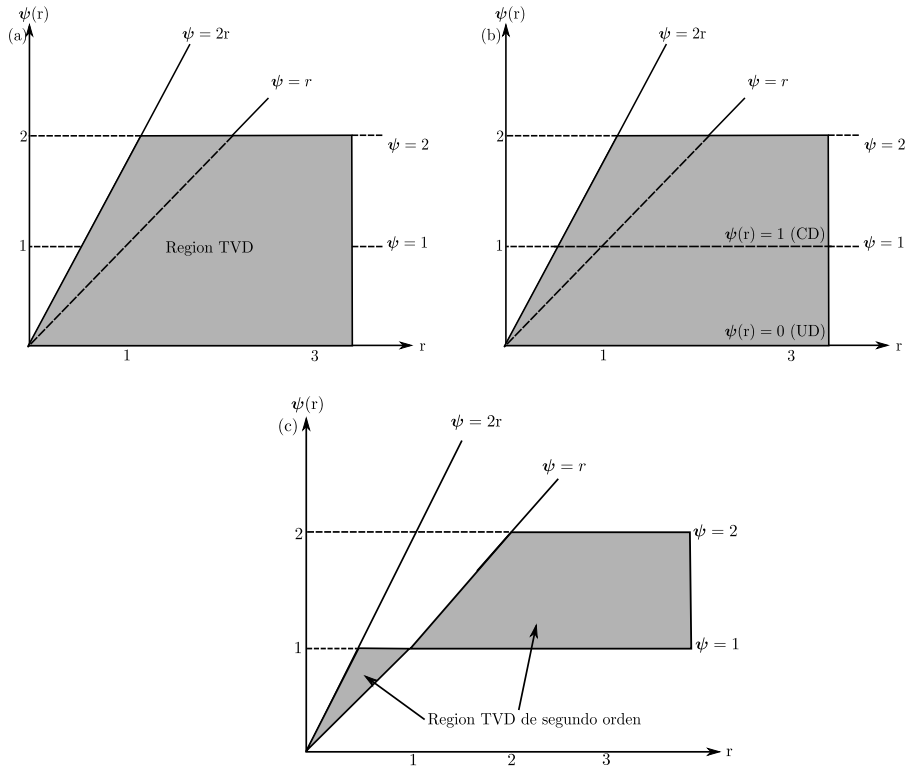 ψ(r)
(a)
ψ = 2r
ψ = r
2
ψ = 2
1
Region TVD
ψ = 1
r
1
3
ψ(r)
(b)
ψ = 2r
ψ = r
2
ψ = 2
1
ψ(r) = 1 (CD)
ψ = 1
ψ(r) = 0 (UD)
r
1
3
ψ(r)
(c)
ψ = 2r
ψ = r
2
ψ = 2
1
ψ = 1
Region TVD de segundo orden
r
1
2
3